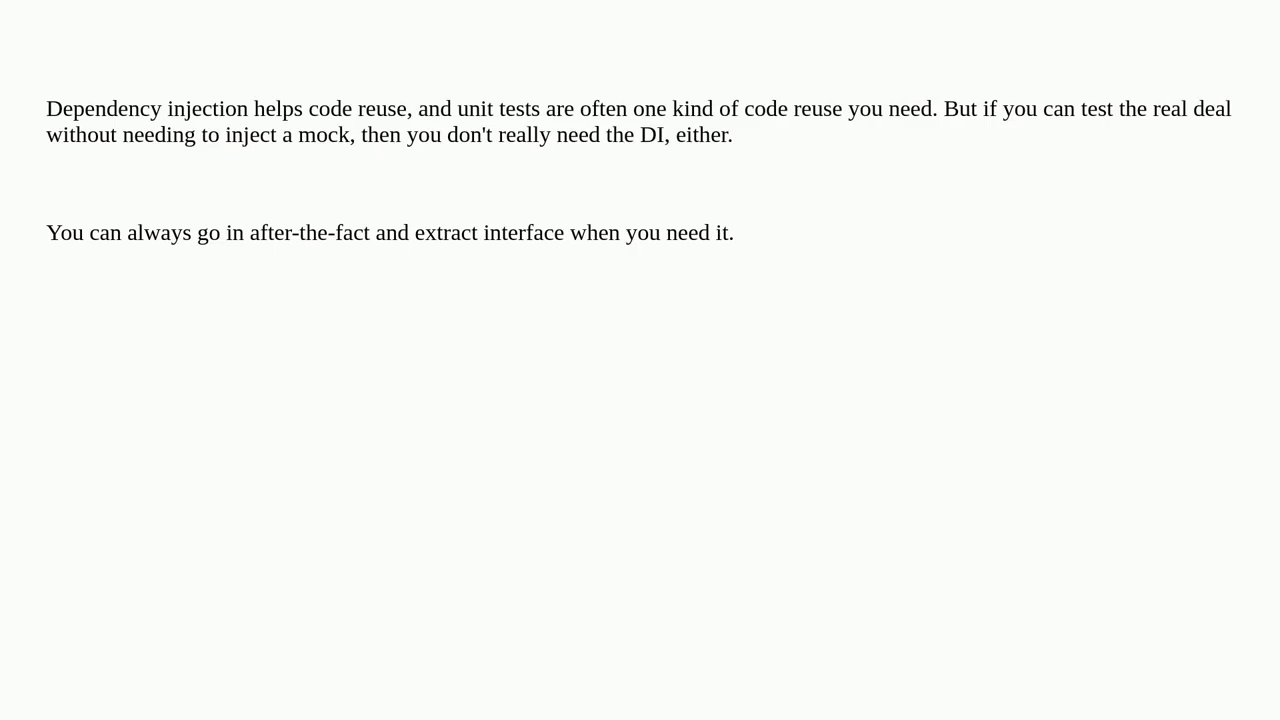 Dependency injection helps code reuse, and unit tests are often one kind of code reuse you need. But if you can test the real deal
without needing to inject a mock, then you don't really need the DI, either.
You can always go in after-the-fact and extract interface when you need it.